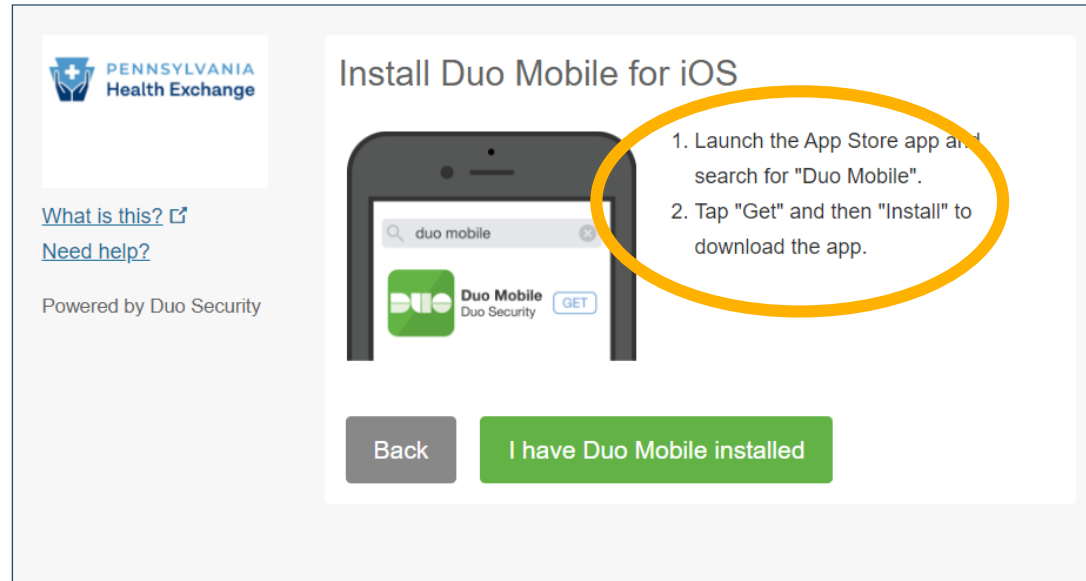 PENNSYLVANIA
Health Exchange
What is this?
Need help?
Powered by Duo Security
Install Duo Mobile for iOS
duo mobile
DUO
Duo Mobile
Duo Security
GET
1. Launch the App Store app and
search for "Duo Mobile".
2. Tap "Get" and then "Install" to
download the app.
Back
I have Duo Mobile installed